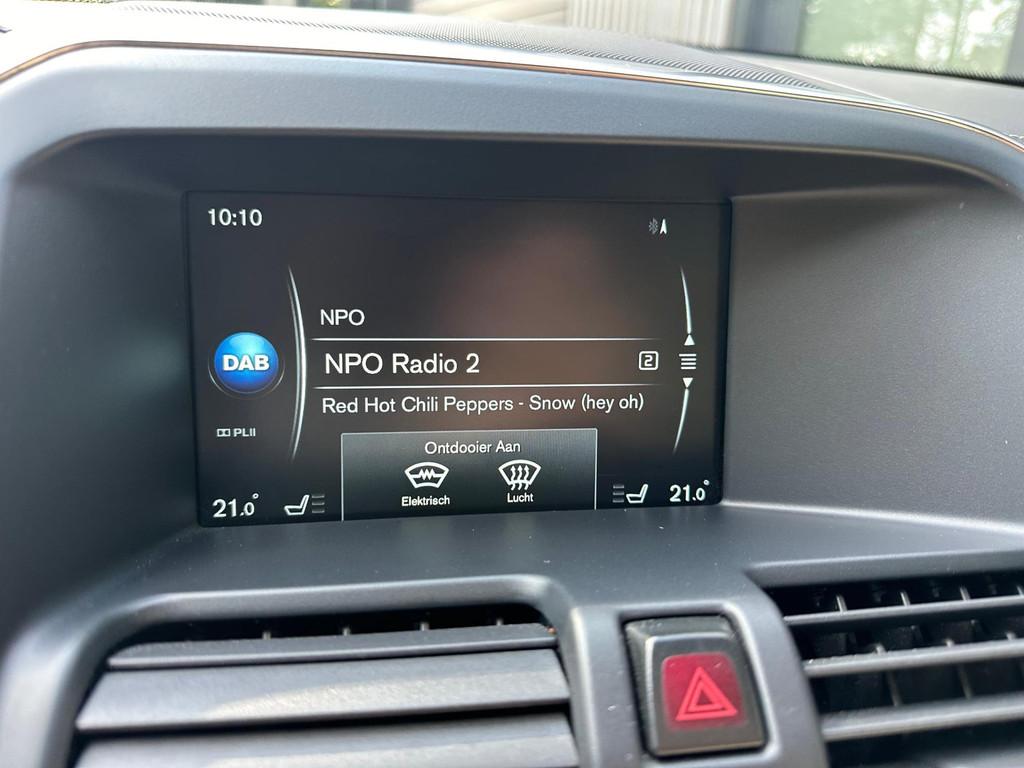 10:10
NPO
DAB
NPO Radio 2
2
Red Hot Chili Peppers - Snow (hey oh)
PLII
Ontdooier Aan
Elektrisch
Lucht
21.0°
21.0°